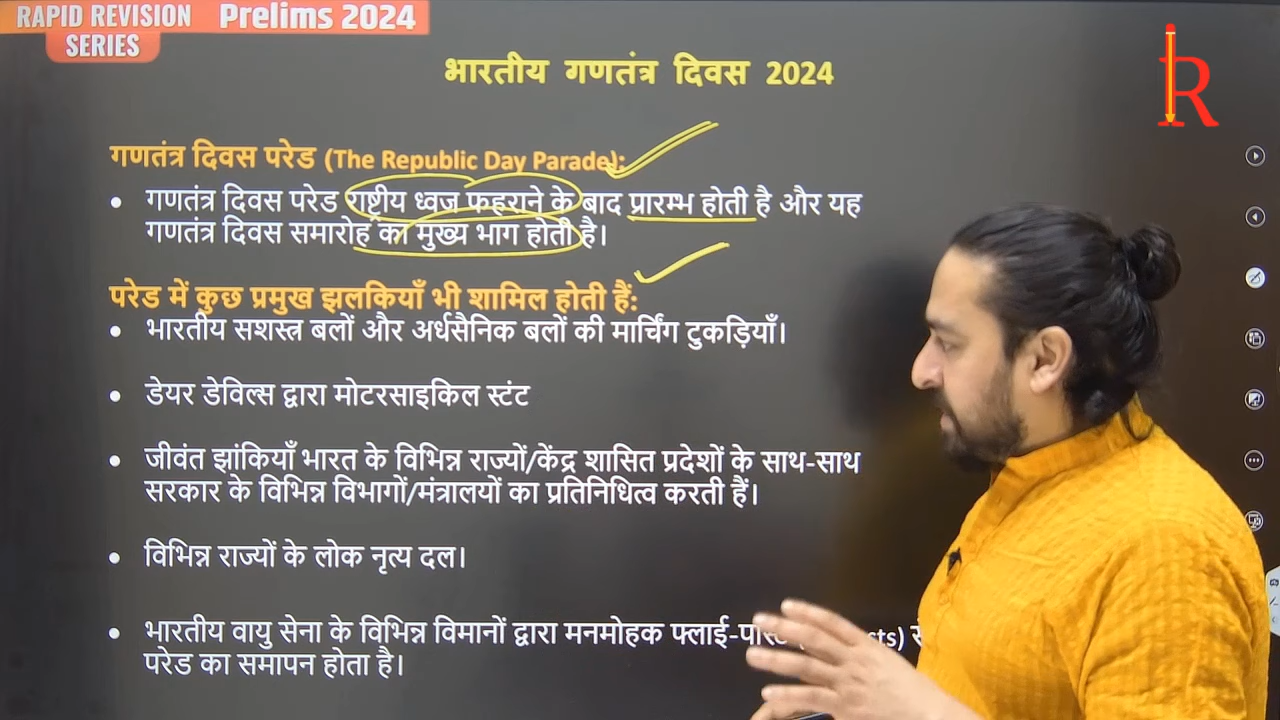 RAPID REVISION
SERIES
Prelims 2024
भारतीय गणतंत्र दिवस 2024
R
गणतंत्र दिवस परेड (The Republic Day Parade):
• गणतंत्र दिवस परेड राष्ट्रीय ध्वज फहराने के बाद प्रारम्भ होती है और यह
गणतंत्र दिवस समारोह का मुख्य भाग होती है।
परेड में कुछ प्रमुख झलकियाँ भी शामिल होती हैं:
• भारतीय सशस्त्र बलों और अर्धसैनिक बलों की मार्चिंग टुकड़ियाँ।
• डेयर डेविल्स द्वारा मोटरसाइकिल स्टंट
• जीवंत झांकियाँ भारत के विभिन्न राज्यों/केंद्र शासित प्रदेशों के साथ-साथ
सरकार के विभिन्न विभागों/मंत्रालयों का प्रतिनिधित्व करती हैं।
• विभिन्न राज्यों के लोक नृत्य दल।
• भारतीय वायु सेना के विभिन्न विमानों द्वारा मनमोहक
परेड का समापन होता है।